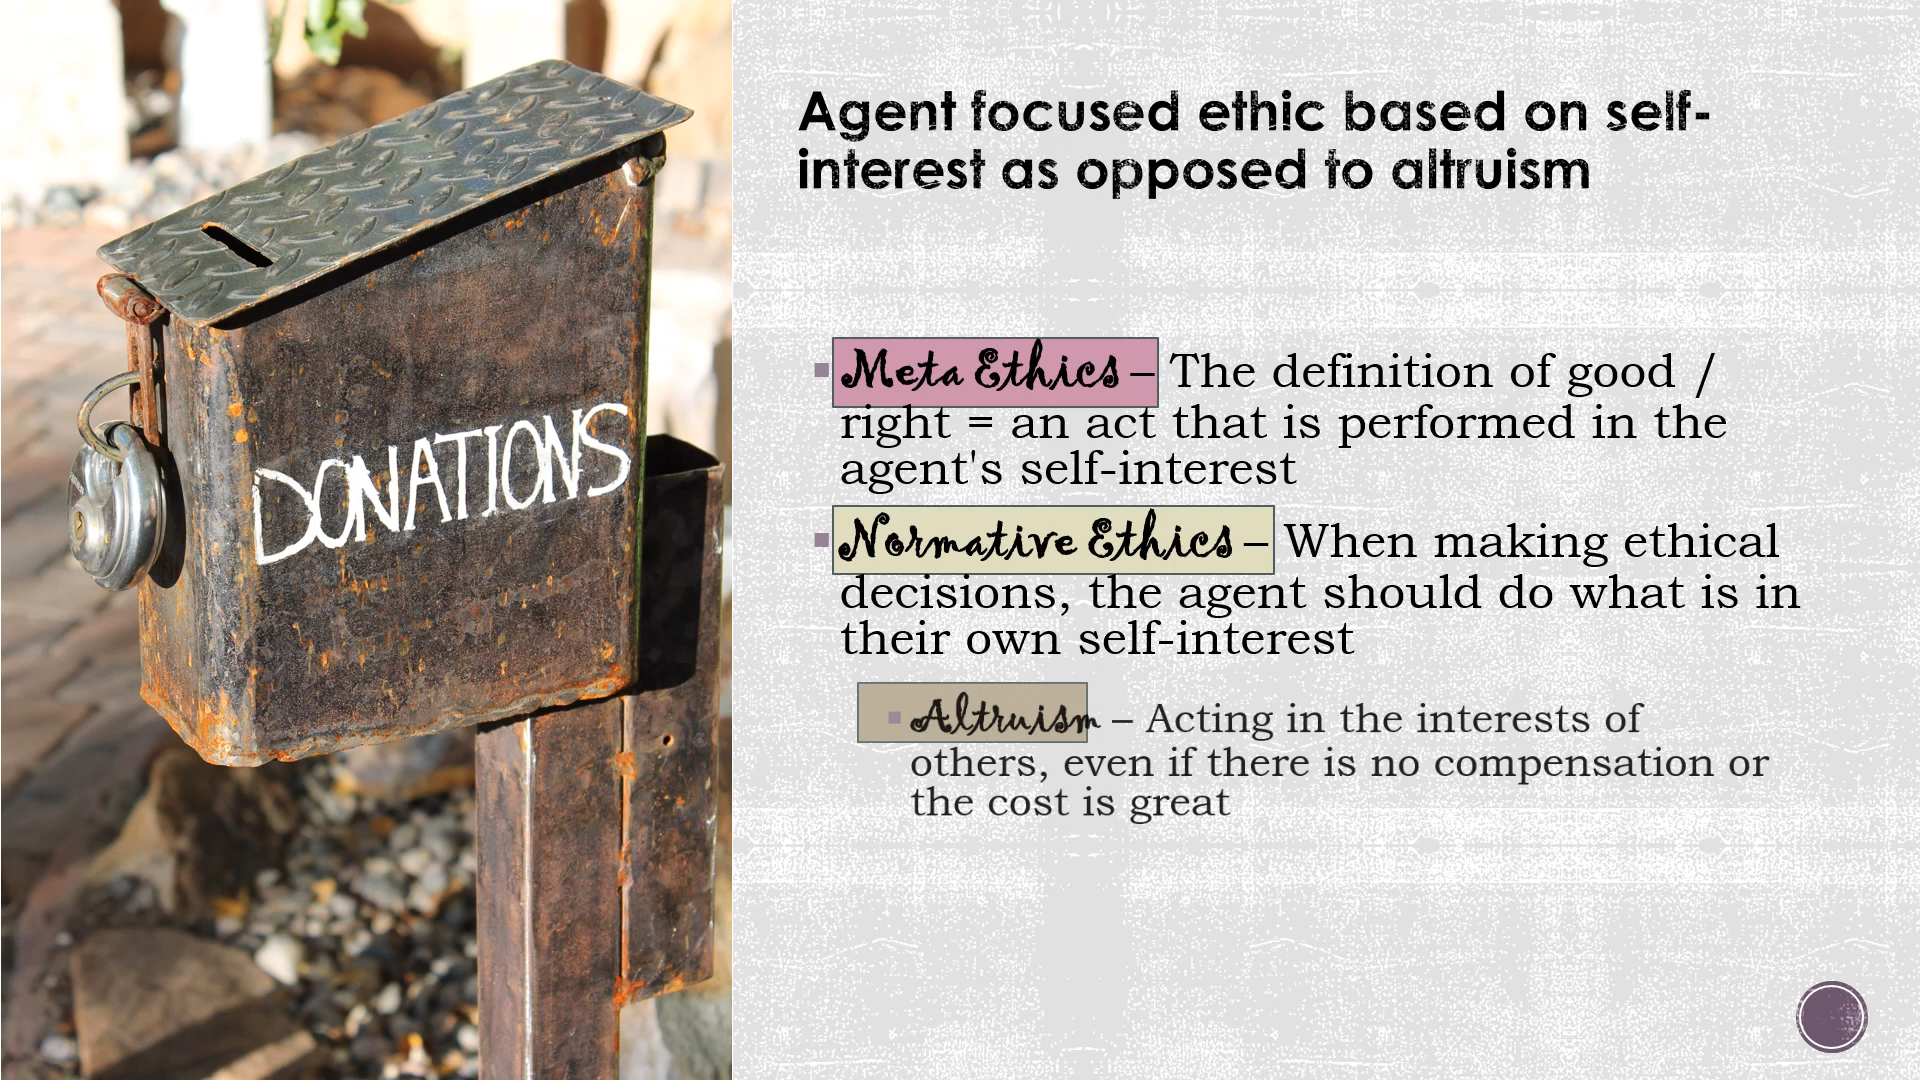 DONATIONS
Agent focused ethic based on self-
interest as opposed to altruism
Meta Ethics – The definition of good /
right = an act that is performed in the
agent's self-interest
Normative Ethics – When making ethical
decisions, the agent should do what is in
their own self-interest
Altruism – Acting in the interests of
others, even if there is no compensation or
the cost is great